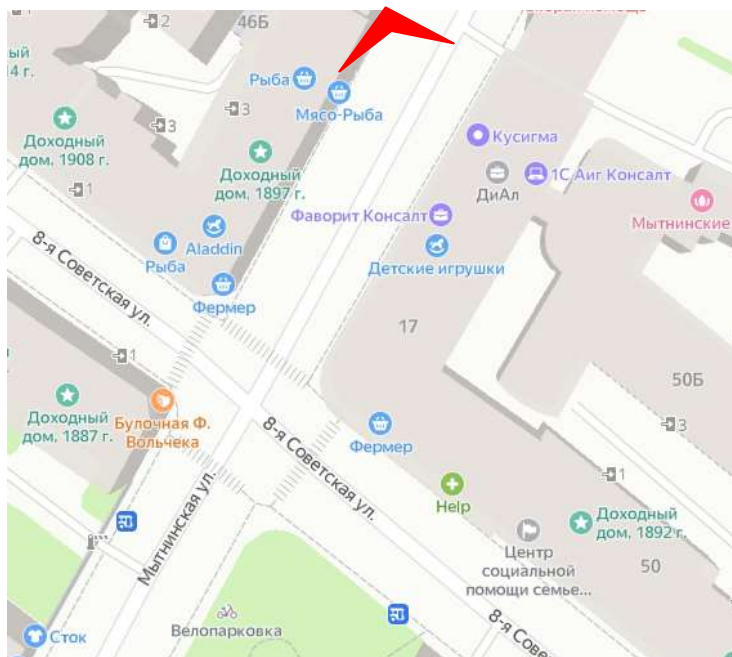 1
2
46Б
ый
4 г.
Рыба
3
Мясо-Рыба
3
Доходный
дом, 1908 г.
Кусигма
Доходный
дом, 1897 г.
ДиАл
1С Аиг Консалт
1
Фаворит Консалт
Мытнинские
Aladdin
Рыба
Детские игрушки
8-я Советская ул.
Фермер
17
1
50Б
Доходный
дом, 1887 г.
Булочная Ф.
Вольчека
Фермер
3
8-я Советская ул.
1
Help
Мытнинская ул.
Доходный
дом, 1892 г.
Центр
социальной
помощи семье...
50
8-я Сове
Велопарковка
Сток